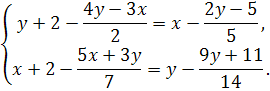 y + 2 − (4y − 3x)/2 = x − (2y − 5)/5,
x + 2 − (5x + 3y)/7 = y − (9y + 11)/14.